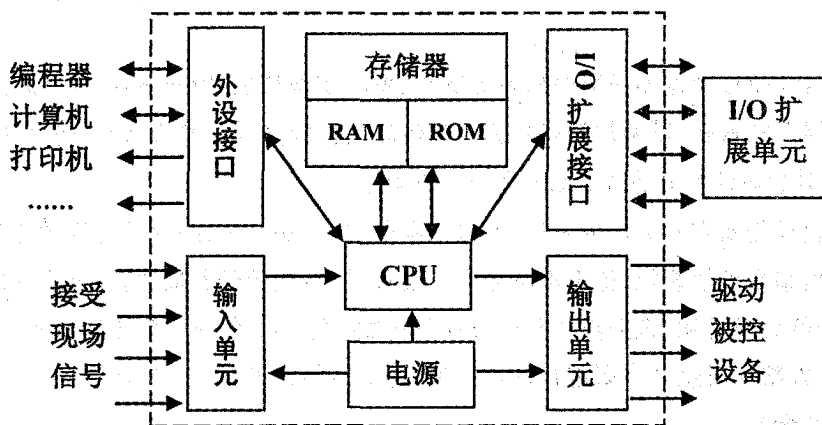 编程器
计算机
打印机
......
外设接口
存储器
RAM
ROM
I/O 扩展接口
I/O 扩
展单元
接受
现场
信号
输入单元
CPU
电源
输出单元
驱动
被控
设备